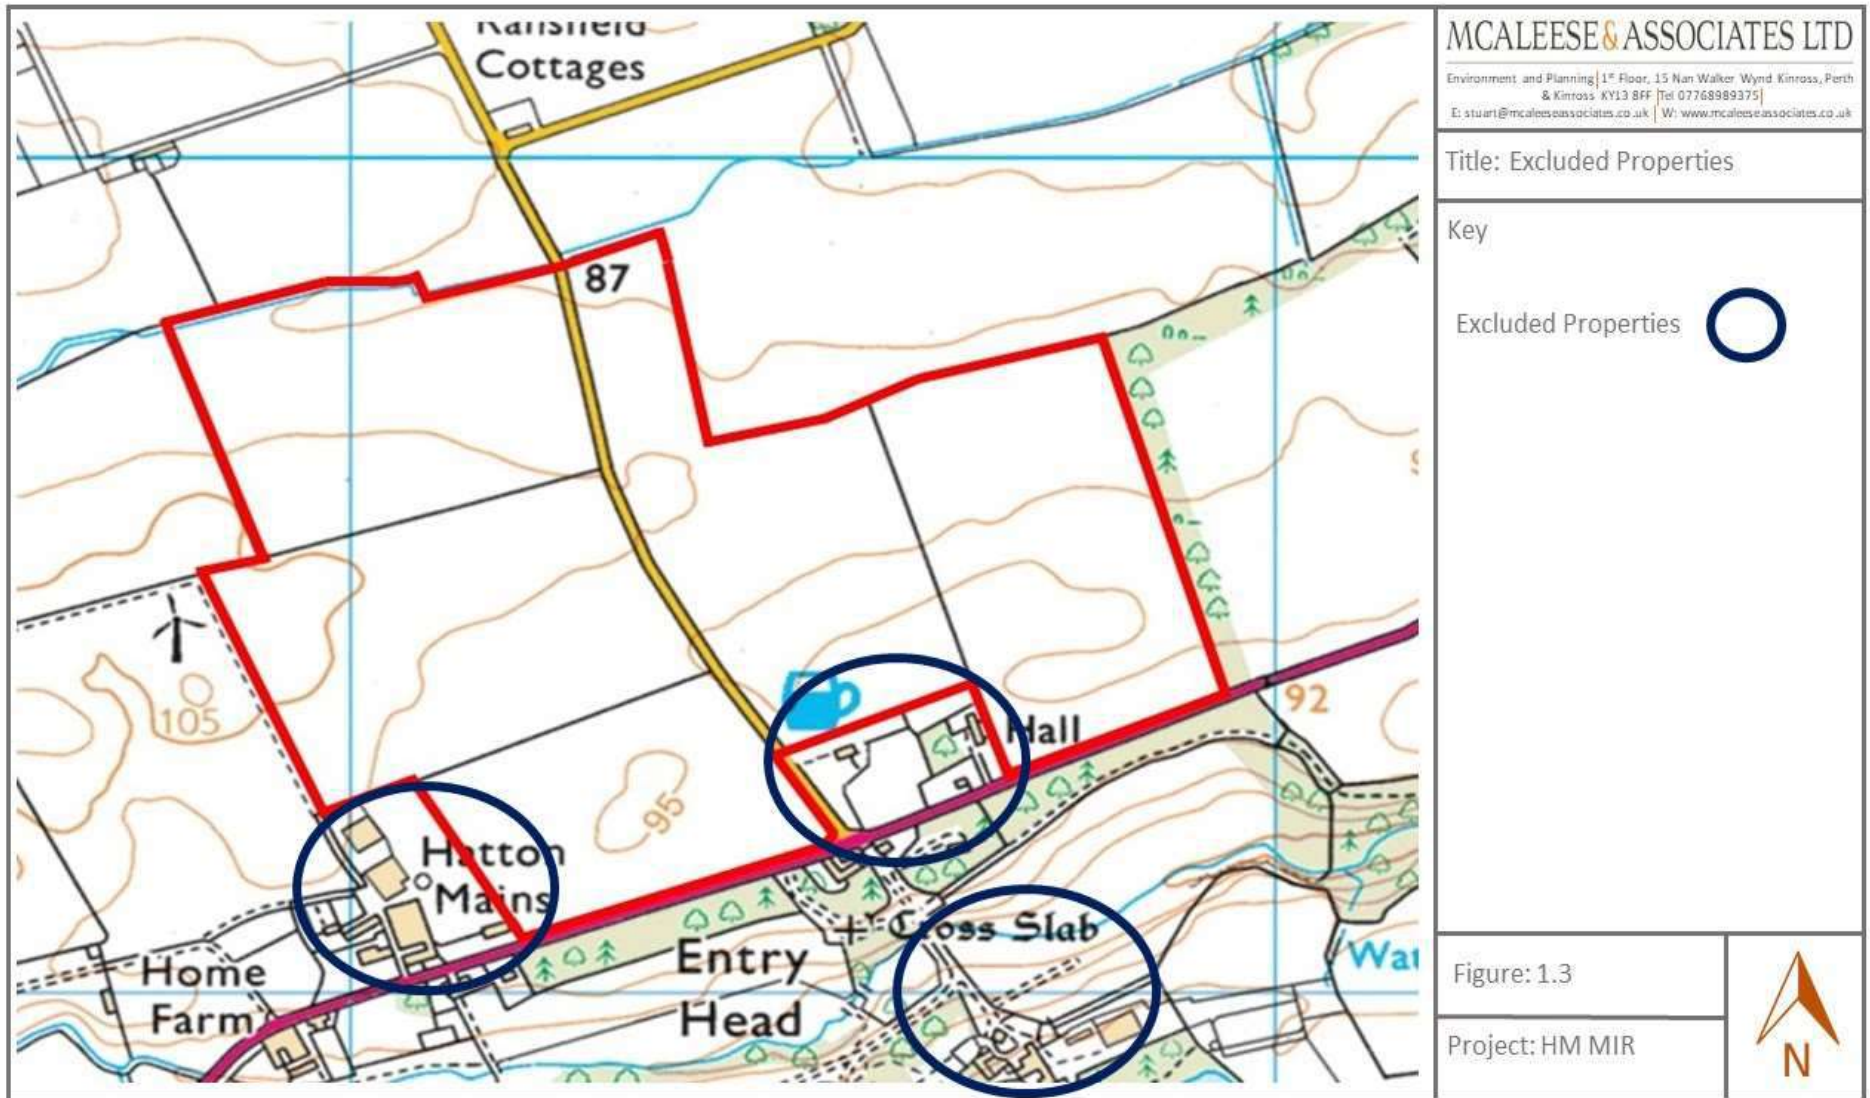 Cottages
87
105
95
Hall
92
Hatton
Mains
Cross Slab
Home
Farm
Entry
Head
Wat
MCALEESE & ASSOCIATES LTD
Environment and Planning | 1st Floor, 15 Nan Walker Wynd Kinross, Perth
& Kinross KY13 8FF | Tel 07768989375 |
E: stuart@mcaleeseassociates.co.uk | W: www.mcaleeseassociates.co.uk
Title: Excluded Properties
Key
Excluded Properties
Figure: 1.3
Project: HM MIR
N